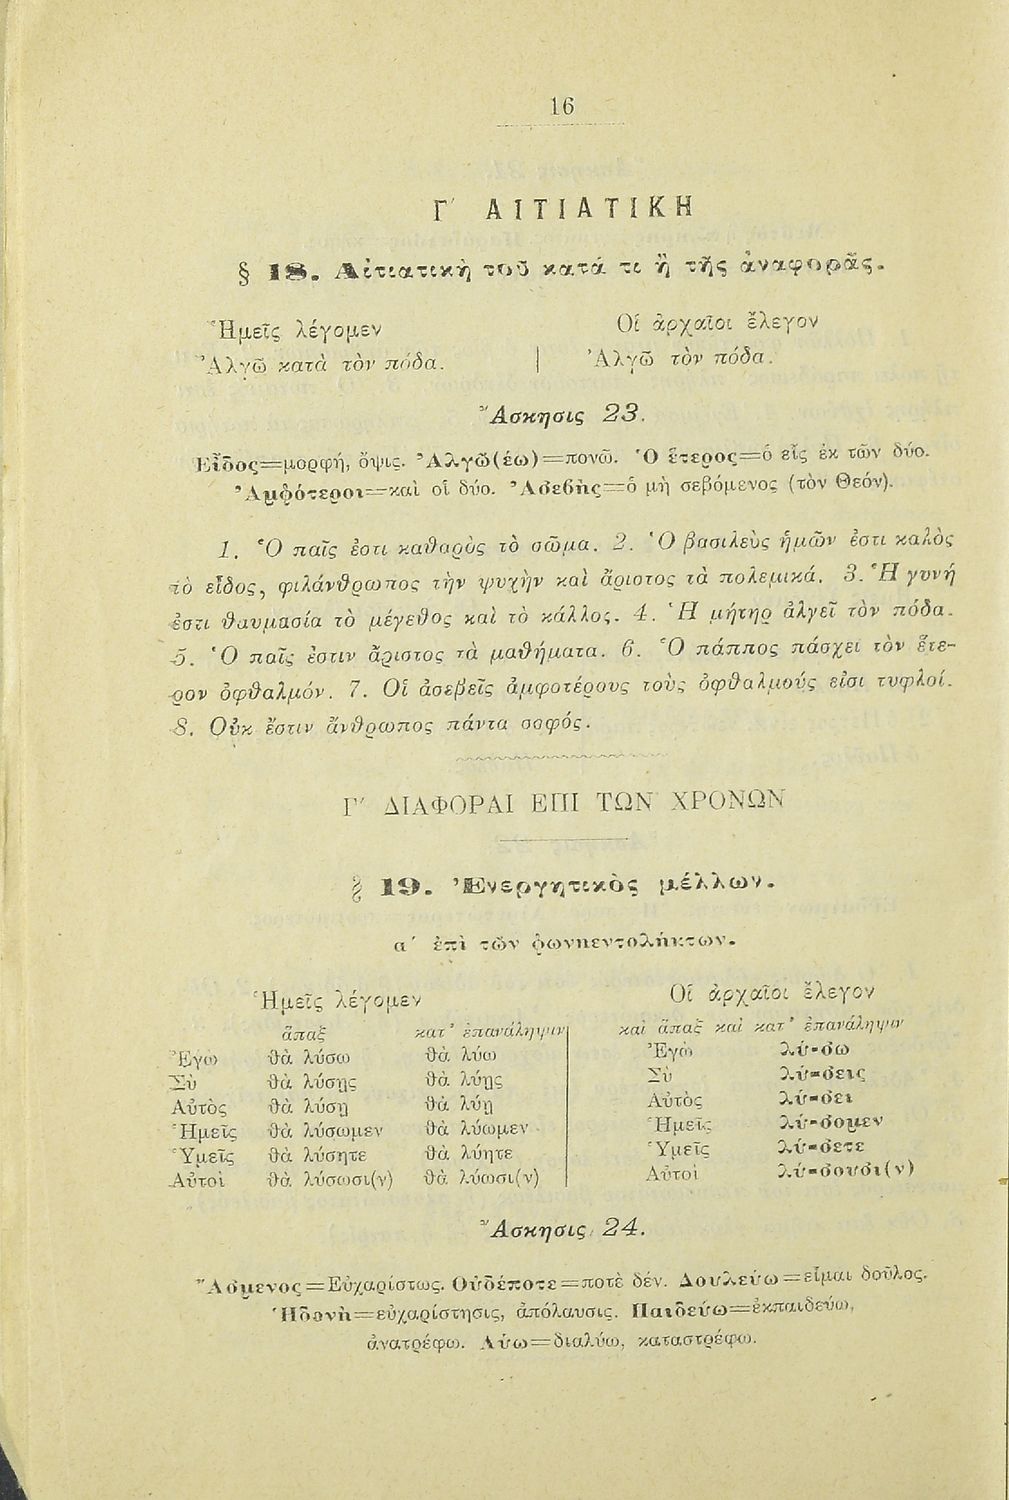 16
Γ΄ ΑΙΤΙΑΤΙΚΗ
§ 18. Αἰτιατικὴ τοῦ κατά τι ἢ τῆς ἀναφορᾶς.
Ἡμεῖς λέγομεν Οἱ ἀρχαῖοι ἔλεγον
Ἀλγῶ κατὰ τὸν πόδα. | Ἀλγῶ τὸν πόδα.
Ἄσκησις 23.
Εἶδος=μορφή, ὄψις. Ἀλγῶ(έω)=πονῶ. Ὁ ἕτερος=ὁ εἷς ἐκ τῶν δύο.
Ἀμφότεροι=καὶ οἱ δύο. Ἀσεβὴς=ὁ μὴ σεβόμενος (τὸν Θεόν).
1. Ὁ παῖς ἐστι καθαρὸς τὸ σῶμα. 2. Ὁ βασιλεὺς ἡμῶν ἐστι καλὸς
τὸ εἶδος, φιλάνθρωπος τὴν ψυχὴν καὶ ἄριστος τὰ πολεμικά. 3. Ἡ γυνή
ἐστι θαυμασία τὸ μέγεθος καὶ τὸ κάλλος. 4. Ἡ μήτηρ ἀλγεῖ τὸν πόδα.
5. Ὁ παῖς ἐστιν ἄριστος τὰ μαθήματα. 6. Ὁ πάππος πάσχει τὸν ἕτε-
ρον ὀφθαλμόν. 7. Οἱ ἀσεβεῖς ἀμφοτέρους τοὺς ὀφθαλμούς εἰσι τυφλοί.
8. Οὐκ ἔστιν ἄνθρωπος πάντα σοφός.
Γ΄ ΔΙΑΦΟΡΑΙ ΕΠΙ ΤΩΝ ΧΡΟΝΩΝ
§ 19. Ἐνεργητικὸς μέλλων.
α΄ ἐπὶ τῶν φωνηεντολήκτων.
Ἡμεῖς λέγομεν Οἱ ἀρχαῖοι ἔλεγον
ἅπαξ κατ' ἐπανάληψιν καὶ ἅπαξ καὶ κατ' ἐπανάληψιν
Ἐγὼ θὰ λύσω θὰ λύω Ἐγὼ λύ-σω
Σὺ θὰ λύσῃς θὰ λύῃς Σὺ λύ-σεις
Αὐτὸς θὰ λύσῃ θὰ λύῃ Αὐτὸς λύ-σει
Ἡμεῖς θὰ λύσωμεν θὰ λύωμεν Ἡμεῖς λύ-σομεν
Ὑμεῖς θὰ λύσητε θὰ λύητε Ὑμεῖς λύ-σετε
Αὐτοὶ θὰ λύσωσι(ν) θὰ λύωσι(ν) Αὐτοὶ λύ-σουσι(ν)
Ἄσκησις 24.
Ἄσμενος=Εὐχαρίστως. Οὐδέποτε=ποτὲ δέν. Δουλεύω=εἶμαι δοῦλος.
Ἡδονὴ=εὐχαρίστησις, ἀπόλαυσις. Παιδεύω=ἐκπαιδεύω,
ἀνατρέφω. Λύω=διαλύω, καταστρέφω.